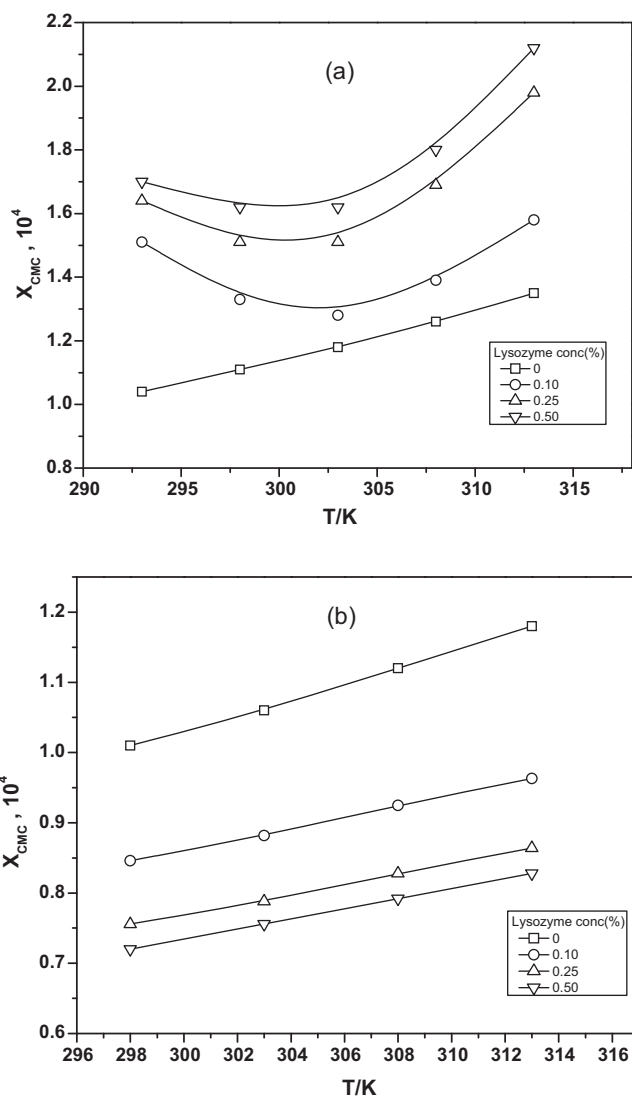 (a)
2.2
2.0
1.8
1.6
1.4
1.2
1.0
0.8
X_CMC , 10^4
Lysozyme conc(%)
0
0.10
0.25
0.50
290 295 300 305 310 315
T/K
(b)
1.2
1.1
1.0
0.9
0.8
0.7
0.6
X_CMC , 10^4
Lysozyme conc(%)
0
0.10
0.25
0.50
296 298 300 302 304 306 308 310 312 314 316
T/K